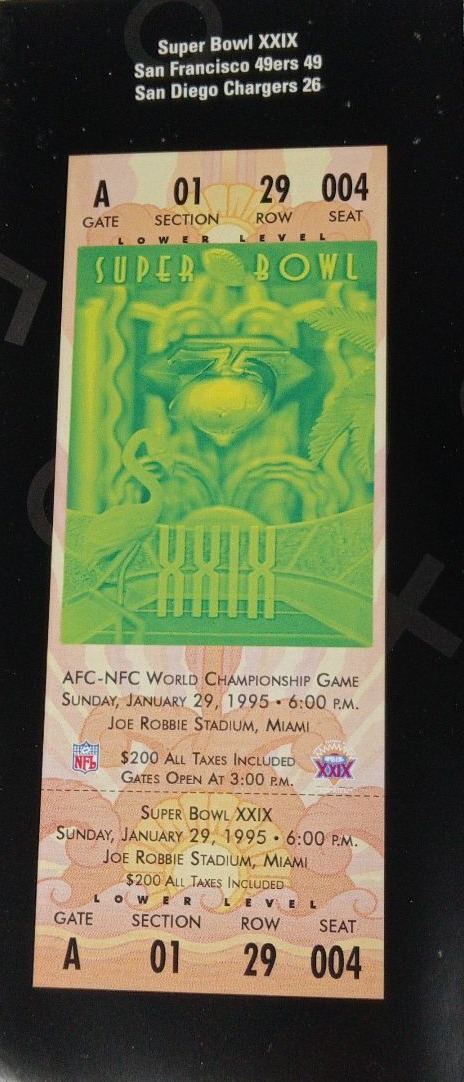 Super Bowl XXIX
San Francisco 49ers 49
San Diego Chargers 26
A 01 29 004
GATE SECTION ROW SEAT
LOWER LEVEL
SUPER BOWL
75
XXIX
AFC-NFC WORLD CHAMPIONSHIP GAME
SUNDAY, JANUARY 29, 1995 • 6:00 P.M.
JOE ROBBIE STADIUM, MIAMI
$200 ALL TAXES INCLUDED
GATES OPEN AT 3:00 P.M.
NFL
XXIX
SUPER BOWL XXIX
SUNDAY, JANUARY 29, 1995 • 6:00 P.M.
JOE ROBBIE STADIUM, MIAMI
$200 ALL TAXES INCLUDED
LOWER LEVEL
GATE SECTION ROW SEAT
A 01 29 004